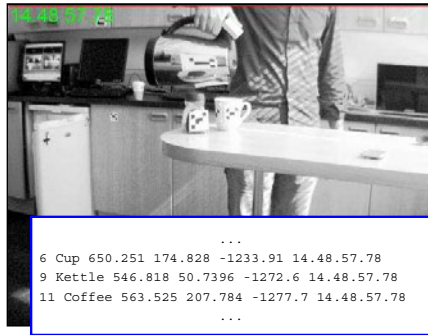 14.48.57.78
...
6 Cup 650.251 174.828 -1233.91 14.48.57.78
9 Kettle 546.818 50.7396 -1272.6 14.48.57.78
11 Coffee 563.525 207.784 -1277.7 14.48.57.78
...